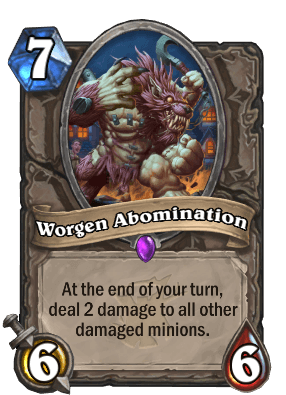 7
Worgen Abomination
At the end of your turn,
deal 2 damage to all other
damaged minions.
6 6